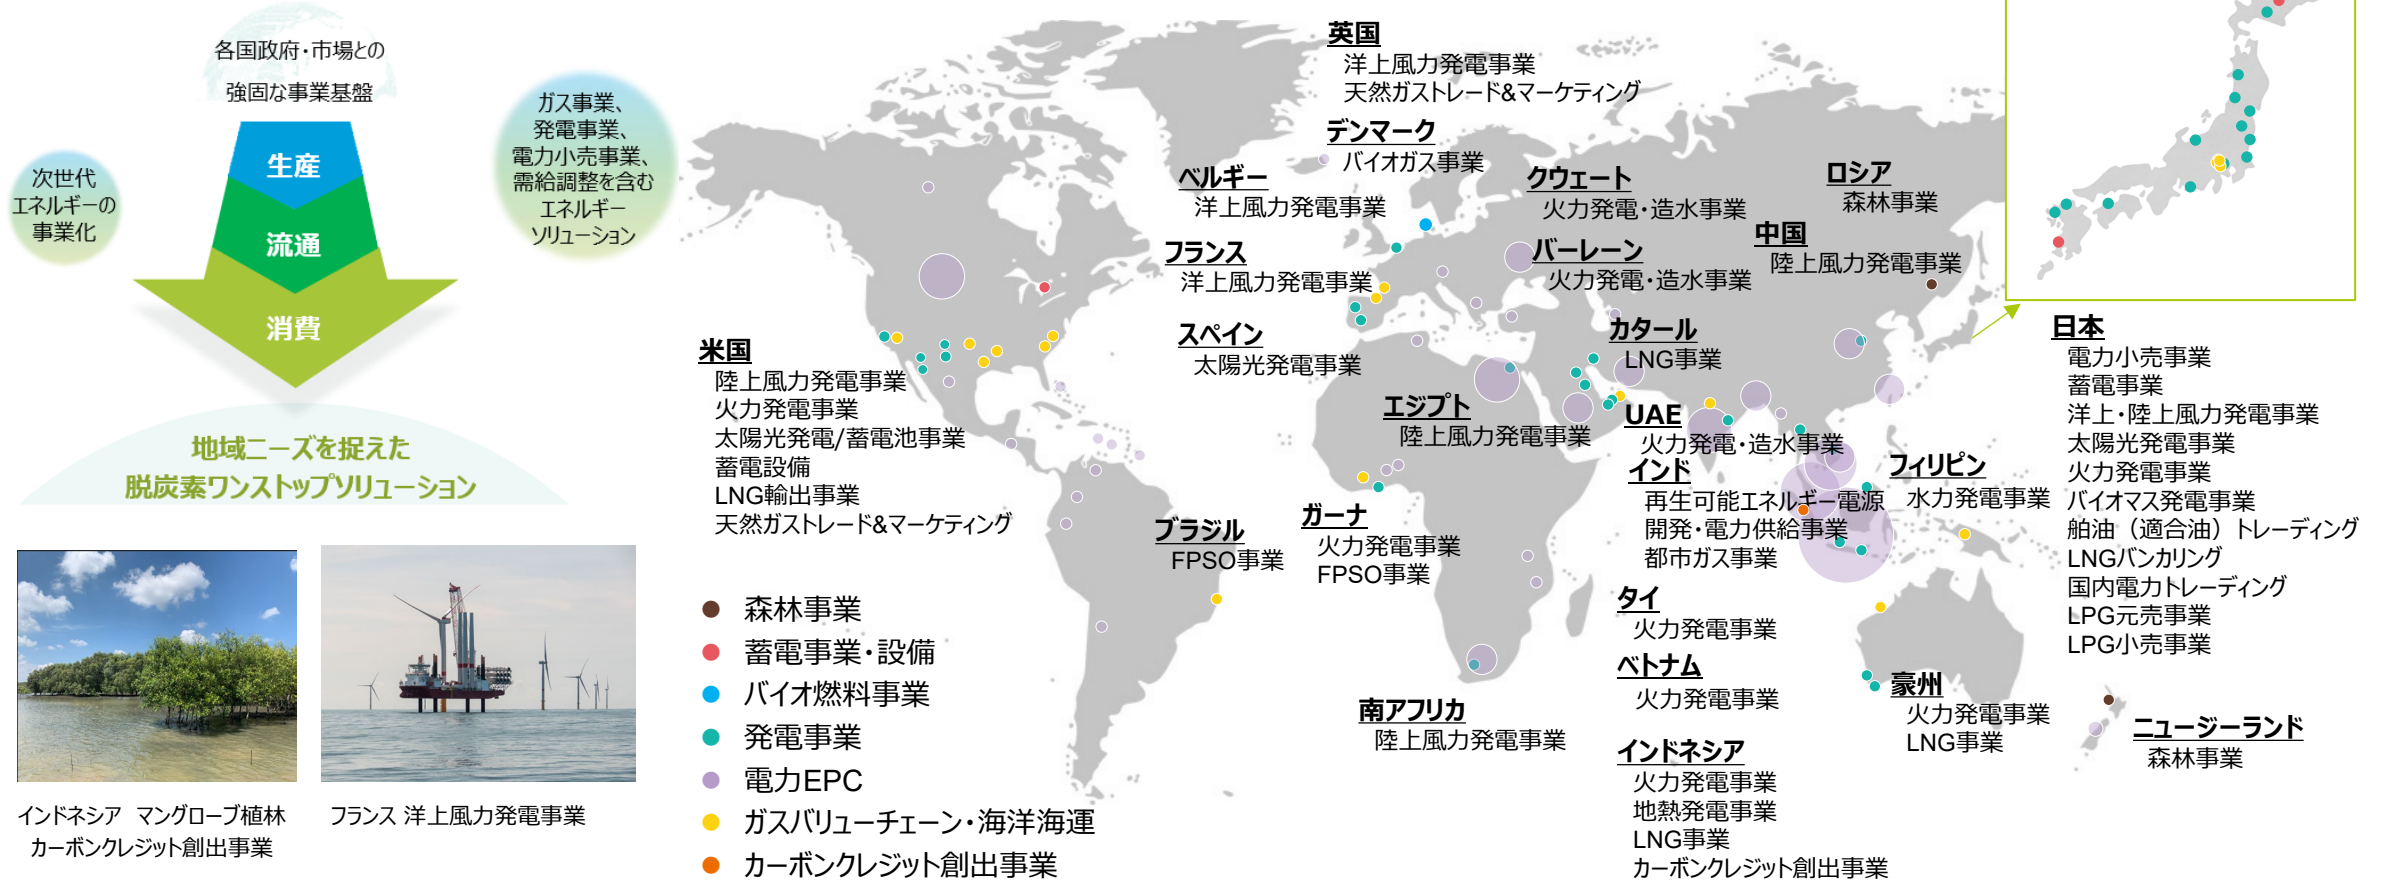 各国政府・市場との
強固な事業基盤
次世代
エネルギーの
事業化
生産
流通
消費
ガス事業、
発電事業、
電力小売事業、
需給調整を含む
エネルギー
ソリューション
地域ニーズを捉えた
脱炭素ワンストップソリューション
インドネシア　マングローブ植林
カーボンクレジット創出事業
フランス 洋上風力発電事業
米国
陸上風力発電事業
火力発電事業
太陽光発電/蓄電池事業
蓄電設備
LNG輸出事業
天然ガストレード&マーケティング
森林事業
蓄電事業・設備
バイオ燃料事業
発電事業
電力EPC
ガスバリューチェーン・海洋海運
カーボンクレジット創出事業
英国
洋上風力発電事業
天然ガストレード&マーケティング
デンマーク
バイオガス事業
ベルギー
洋上風力発電事業
フランス
洋上風力発電事業
スペイン
太陽光発電事業
クウェート
火力発電・造水事業
バーレーン
火力発電・造水事業
カタール
LNG事業
ロシア
森林事業
中国
陸上風力発電事業
エジプト
陸上風力発電事業
UAE
火力発電・造水事業
インド
再生可能エネルギー電源
開発・電力供給事業
都市ガス事業
フィリピン
水力発電事業
ブラジル
FPSO事業
ガーナ
火力発電事業
FPSO事業
南アフリカ
陸上風力発電事業
タイ
火力発電事業
ベトナム
火力発電事業
インドネシア
火力発電事業
地熱発電事業
LNG事業
カーボンクレジット創出事業
豪州
火力発電事業
LNG事業
ニュージーランド
森林事業
日本
電力小売事業
蓄電事業
洋上・陸上風力発電事業
太陽光発電事業
火力発電事業
バイオマス発電事業
舶油（適合油）トレーディング
LNGバンカリング
国内電力トレーディング
LPG元売事業
LPG小売事業